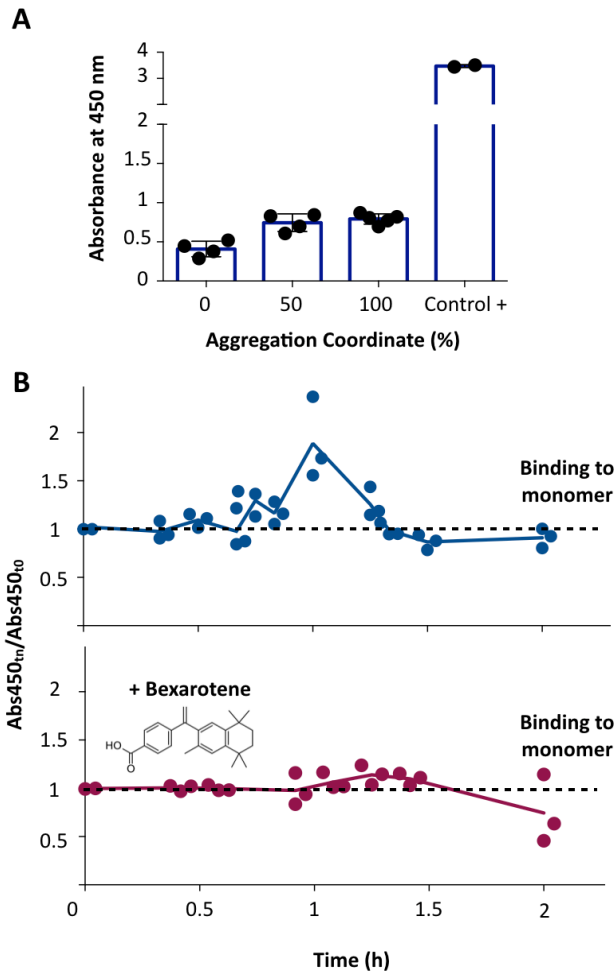 A
Absorbance at 450 nm
4
3
2
1.5
1
0.5
0
0 50 100 Control +
Aggregation Coordinate (%)
B
Abs450tn/Abs450t0
2
1.5
1
0.5
Binding to
monomer
+ Bexarotene
HO
O
2
1.5
1
0.5
Binding to
monomer
0 0.5 1 1.5 2
Time (h)